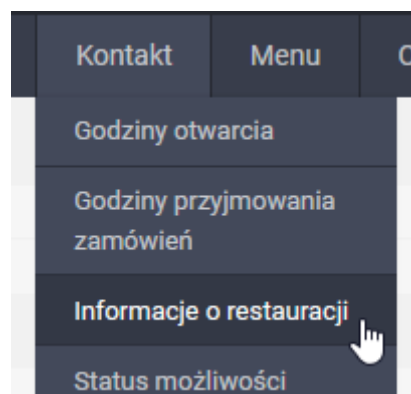 Kontakt Menu
Godziny otwarcia
Godziny przyjmowania
zamówień
Informacje o restauracji
Status możliwości